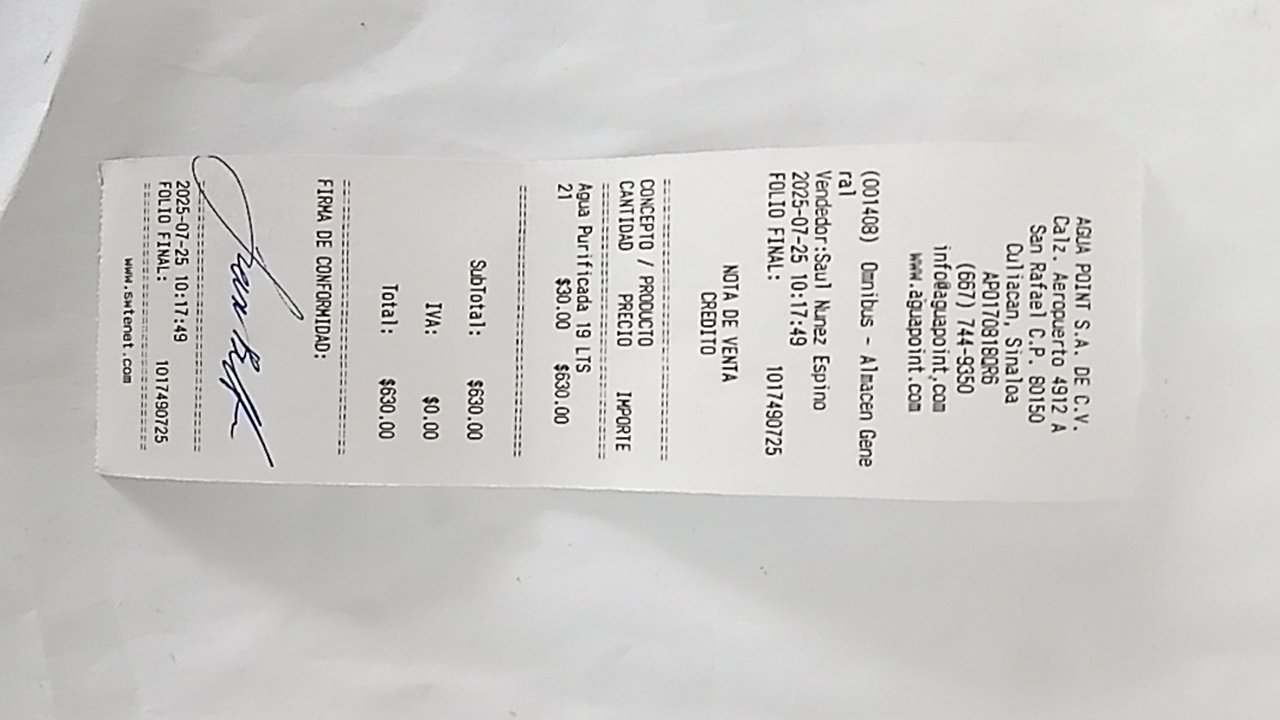 AGUA POINT S.A. DE C.V.
Calz. Aeropuerto 4912 A
San Rafael C.P. 80150
Culiacan, Sinaloa
APO170818QR6
(667) 744-9350
info@aguapoint.com
www.aguapoint.com
(001408) Omnibus - Almacen Gene
ral
Vendedor:Saul Nunez Espino
2025-07-25 10:17:49
FOLIO FINAL: 1017490725
NOTA DE VENTA
CREDITO
===================================
CONCEPTO / PRODUCTO
CANTIDAD PRECIO IMPORTE
===================================
Agua Purificada 19 LTS
21 $30.00 $630.00
===================================
SubTotal: $630.00
IVA: $0.00
Total: $630.00
===================================
FIRMA DE CONFORMIDAD:
===================================
2025-07-25 10:17:49
FOLIO FINAL: 1017490725
===================================
www.swtenet.com